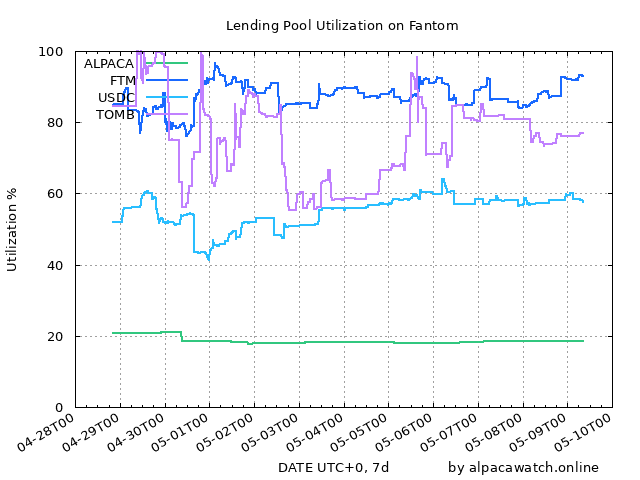 Lending Pool Utilization on Fantom
100
80
60
40
20
0
Utilization %
ALPACA
FTM
USDC
TOMB
04-28T00
04-29T00
04-30T00
05-01T00
05-02T00
05-03T00
05-04T00
05-05T00
05-06T00
05-07T00
05-08T00
05-09T00
05-10T00
DATE UTC+0, 7d
by alpacawatch.online